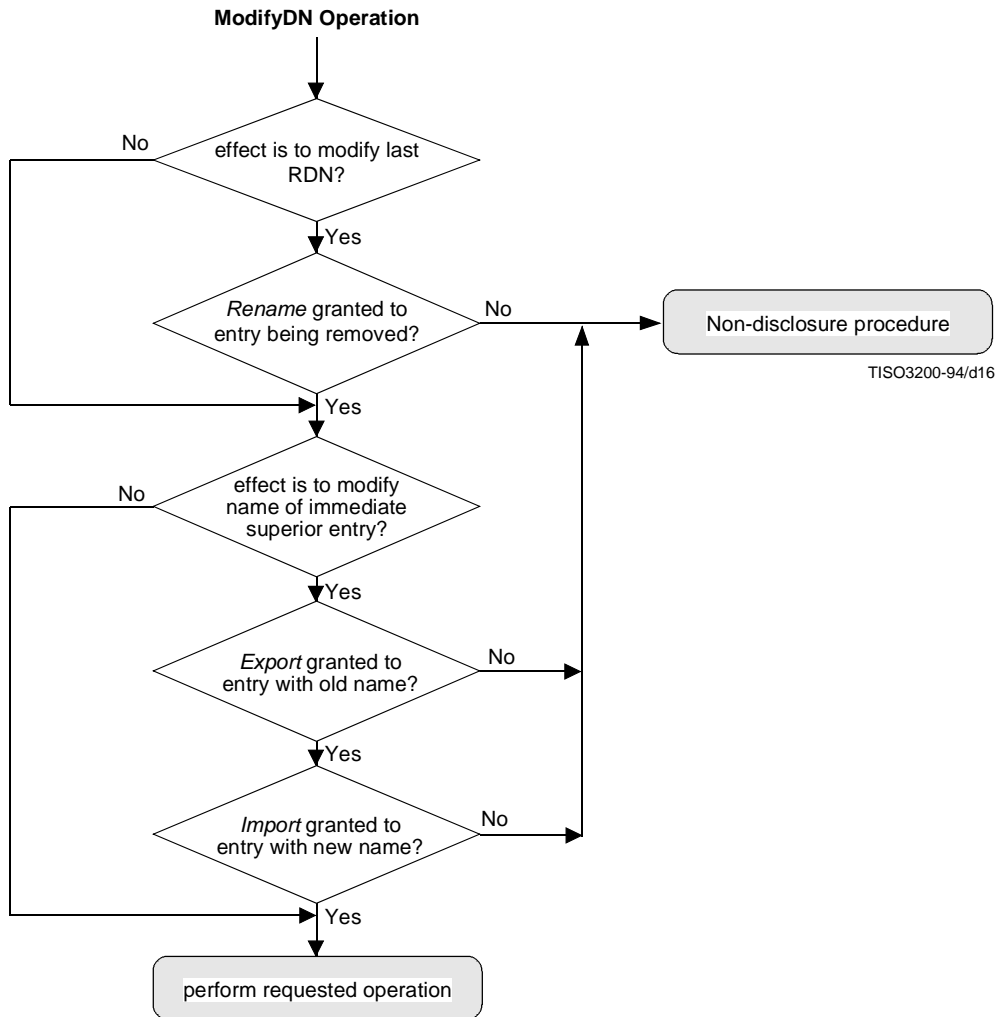 ModifyDN Operation
No
effect is to modify last
RDN?
Yes
Rename granted to
entry being removed?
No
Non-disclosure procedure
TISO3200-94/d16
Yes
No
effect is to modify
name of immediate
superior entry?
Yes
Export granted to
entry with old name?
No
Yes
Import granted to
entry with new name?
No
Yes
perform requested operation